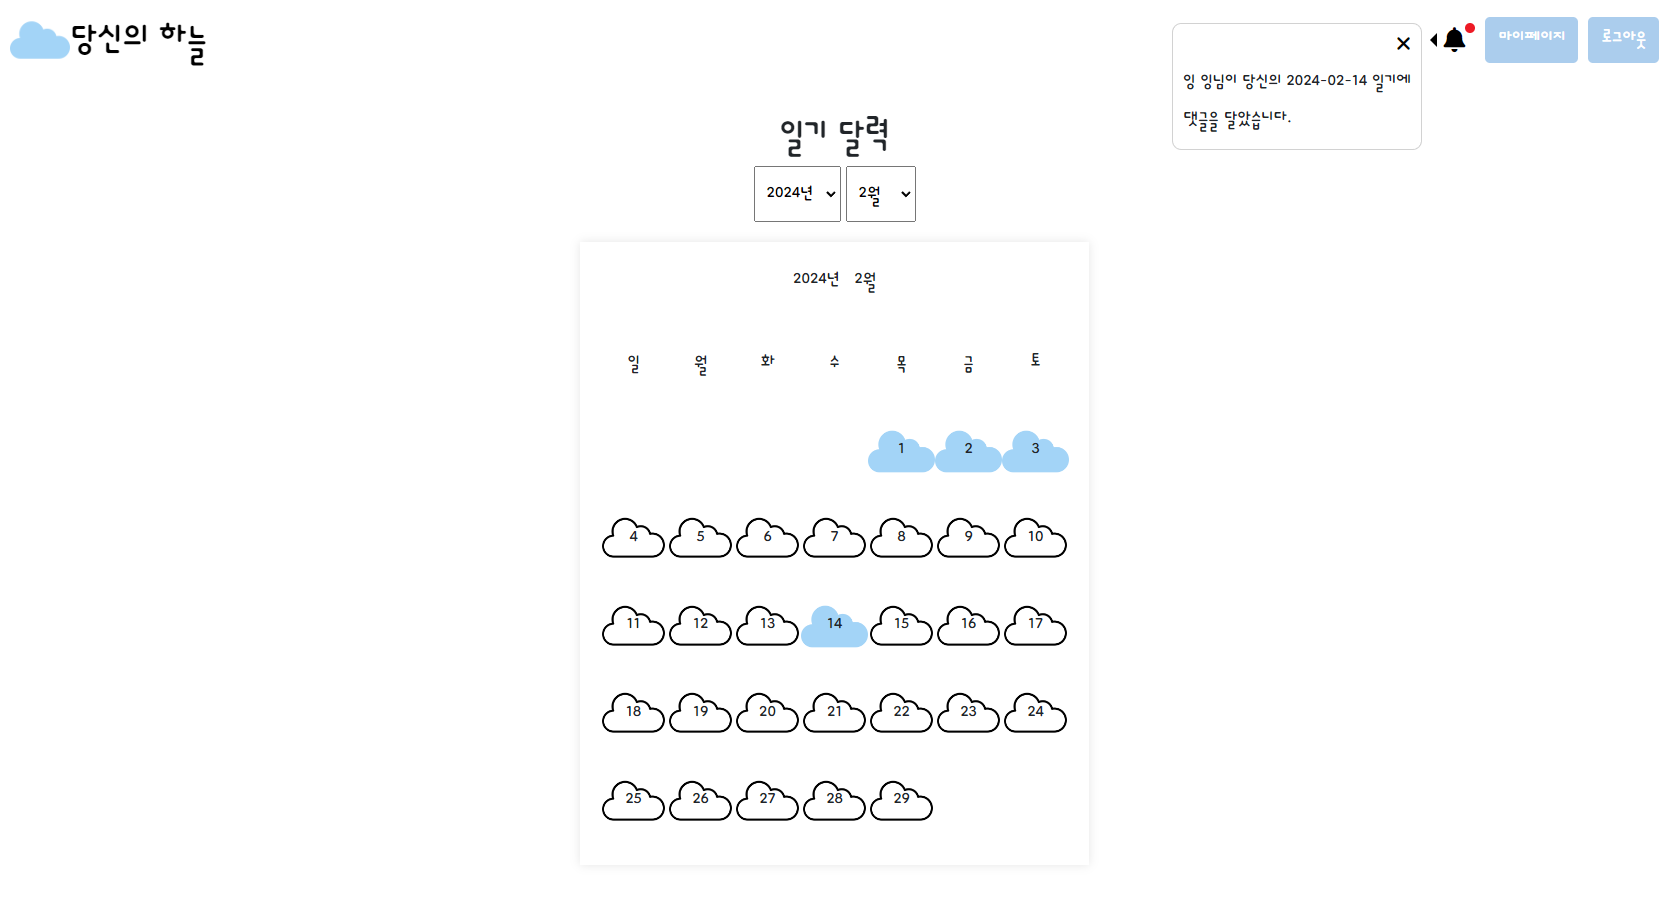 당신의 하늘
×
잉 잉님이 당신의 2024-02-14 일기에
댓글을 달았습니다.
마이페이지
로그아웃
일기 달력
2024년 2월
2024년 2월
일 월 화 수 목 금 토
1 2 3
4 5 6 7 8 9 10
11 12 13 14 15 16 17
18 19 20 21 22 23 24
25 26 27 28 29